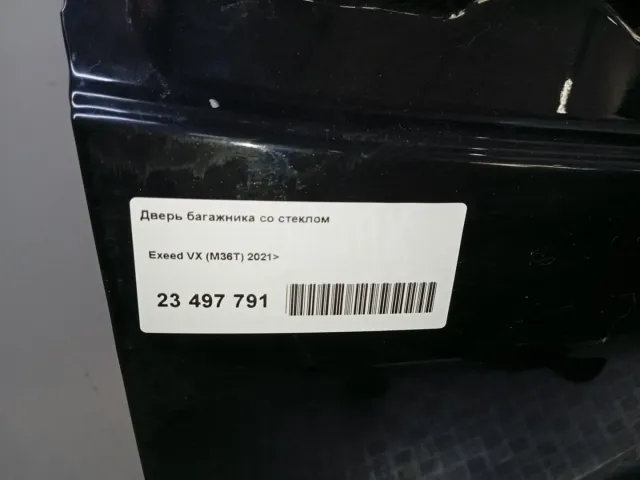 Дверь багажника со стеклом
Exeed VX (M36T) 2021>
23 497 791